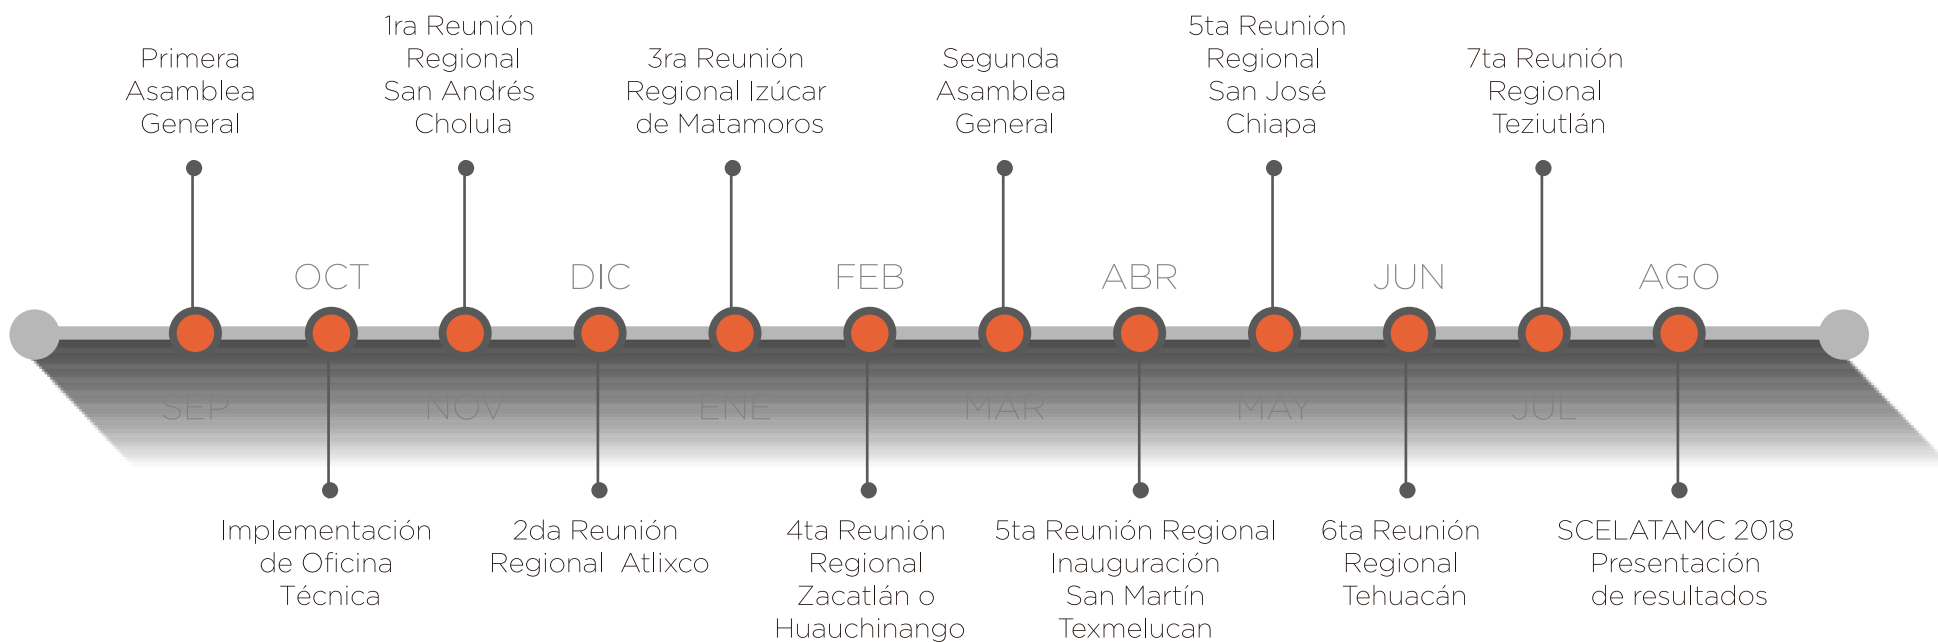 Primera
Asamblea
General
1ra Reunión
Regional
San Andrés
Cholula
3ra Reunión
Regional Izúcar
de Matamoros
Segunda
Asamblea
General
5ta Reunión
Regional
San José
Chiapa
7ta Reunión
Regional
Teziutlán
OCT
DIC
FEB
ABR
JUN
AGO
SEP
NOV
ENE
MAR
MAY
JUL
Implementación
de Oficina
Técnica
2da Reunión
Regional Atlixco
4ta Reunión
Regional
Zacatlán o
Huauchinango
5ta Reunión Regional
Inauguración
San Martín
Texmelucan
6ta Reunión
Regional
Tehuacán
SCELATAMC 2018
Presentación
de resultados